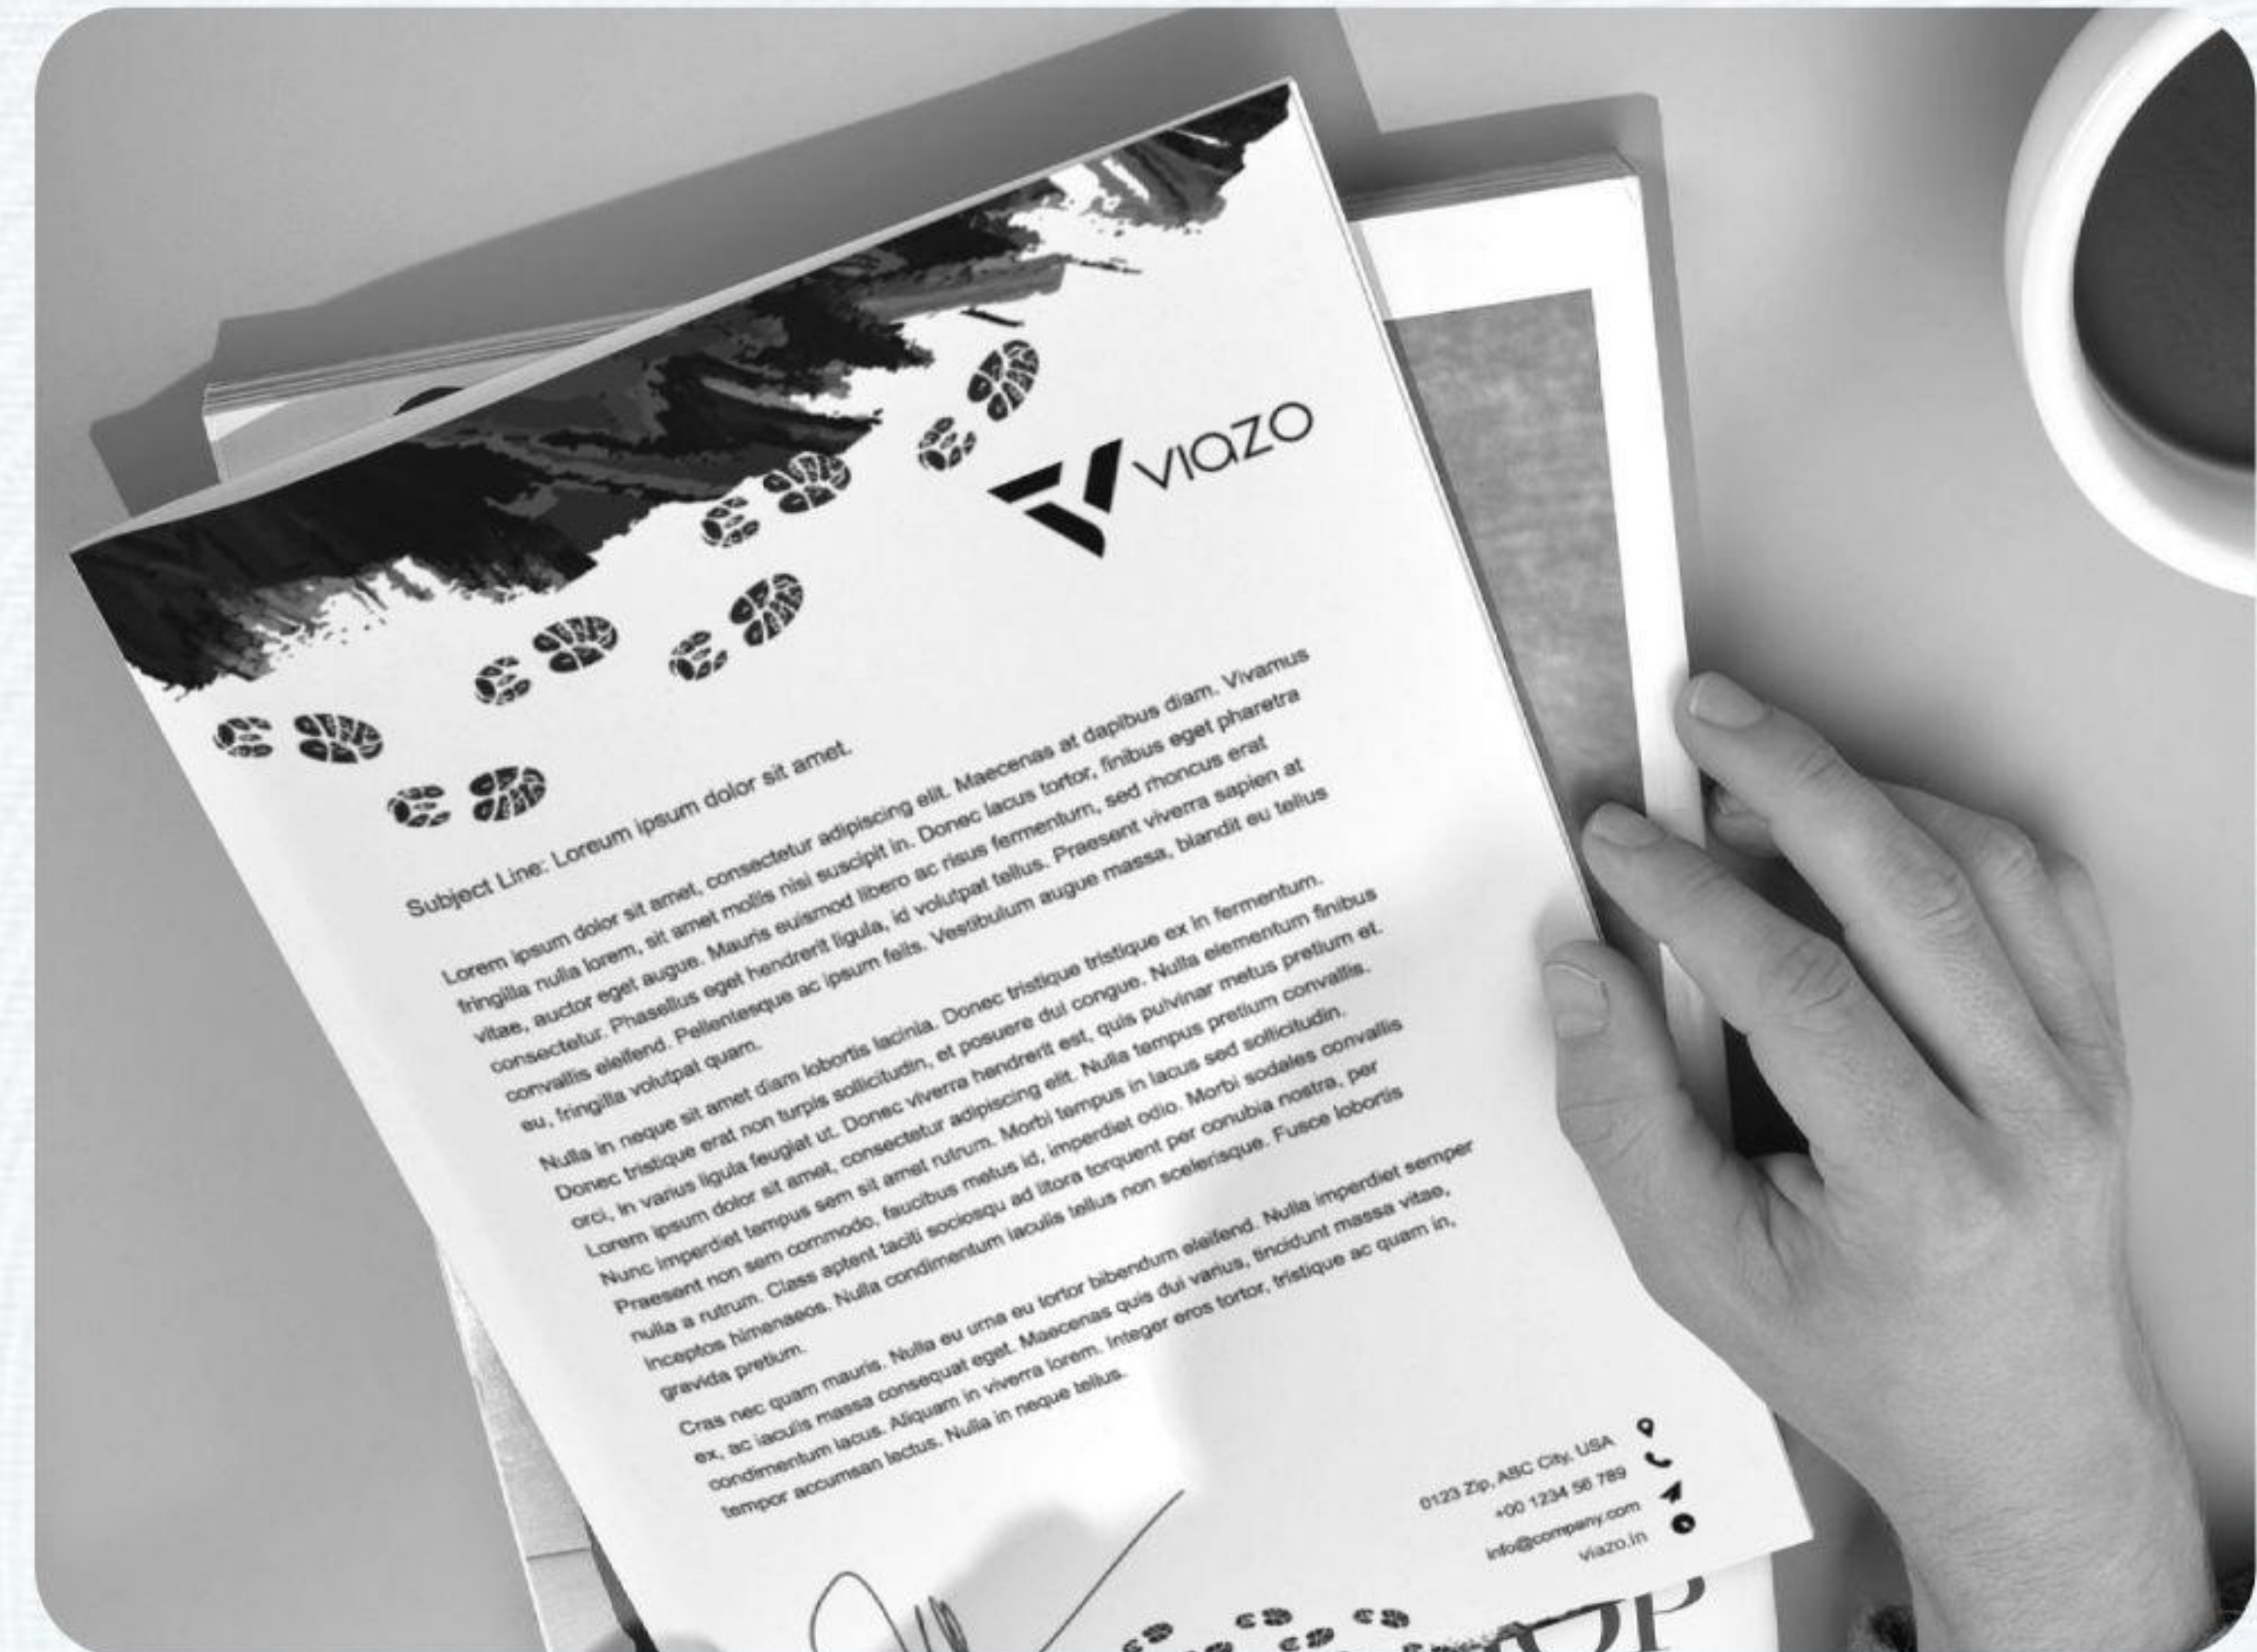 VIAZO
Subject Line: Loreum ipsum dolor sit amet.
Lorem ipsum dolor sit amet, consectetur adipiscing elit. Maecenas at dapibus diam. Vivamus
fringilla nulla lorem, sit amet mollis nisi suscipit in. Donec lacus tortor, finibus eget pharetra
vitae, auctor eget augue. Mauris euismod libero ac risus fermentum, sed rhoncus erat
consectetur. Phasellus eget hendrerit ligula, id volutpat tellus. Praesent viverra sapien at
convallis eleifend. Pellentesque ac ipsum felis. Vestibulum augue massa, blandit eu tellus
eu, fringilla volutpat quam.
Nulla in neque sit amet diam lobortis lacinia. Donec tristique tristique ex in fermentum.
Donec tristique erat non turpis sollicitudin, et posuere dui congue. Nulla elementum finibus
orci, in varius ligula feugiat ut. Donec viverra hendrerit est, quis pulvinar metus pretium et.
Lorem ipsum dolor sit amet, consectetur adipiscing elit. Nulla tempus pretium convallis.
Nunc imperdiet tempus sem sit amet rutrum. Morbi tempus in lacus sed sollicitudin.
Praesent non sem commodo, faucibus metus id, imperdiet odio. Morbi sodales convallis
nulla a rutrum. Class aptent taciti sociosqu ad litora torquent per conubia nostra, per
inceptos himenaeos. Nulla condimentum iaculis tellus non scelerisque. Fusce lobortis
gravida pretium.
Cras nec quam mauris. Nulla eu urna eu tortor bibendum eleifend. Nulla imperdiet semper
ex, ac iaculis massa consequat eget. Maecenas quis dui varius, tincidunt massa vitae,
condimentum lacus. Aliquam in viverra lorem. Integer eros tortor, tristique ac quam in,
tempor accumsan lectus. Nulla in neque tellus.
0123 Zip, ABC City, USA
+00 1234 56 789
info@company.com
viazo.in